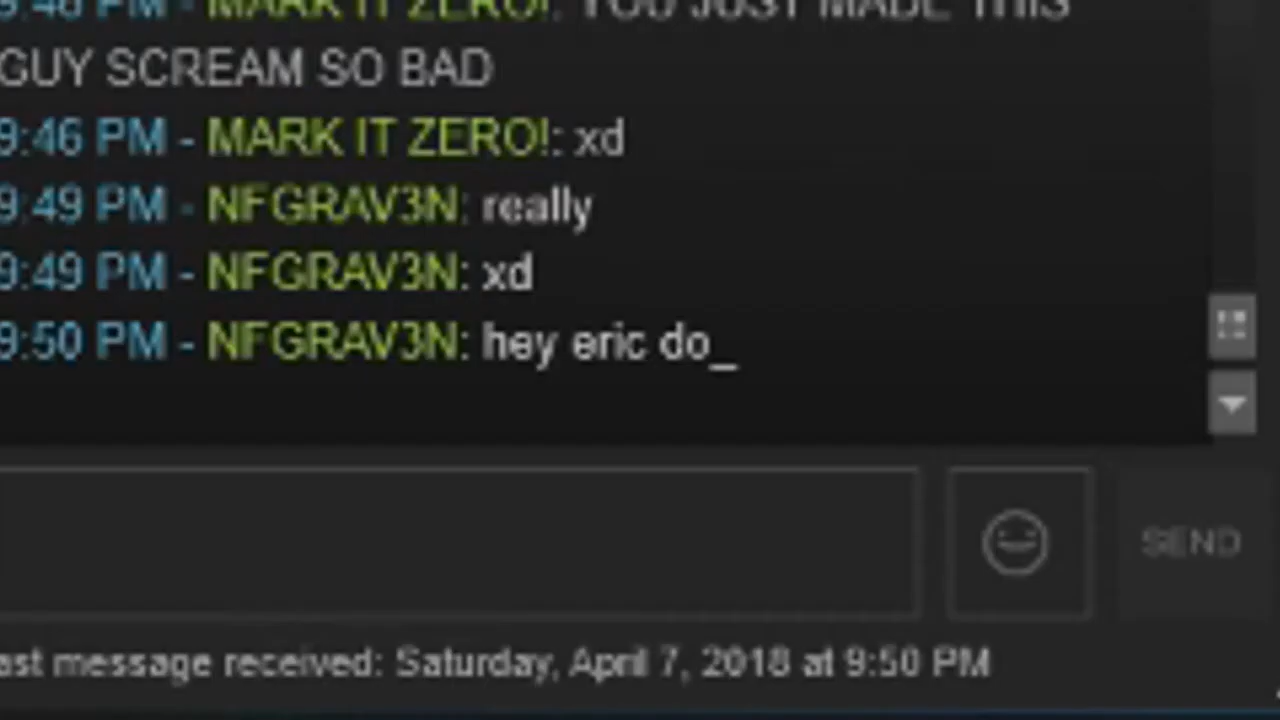 9:46 PM - MARK IT ZERO!: YOU JUST MADE THIS
GUY SCREAM SO BAD
9:46 PM - MARK IT ZERO!: xd
9:49 PM - NFGRAV3N: really
9:49 PM - NFGRAV3N: xd
9:50 PM - NFGRAV3N: hey eric do_
SEND
ast message received: Saturday, April 7, 2018 at 9:50 PM